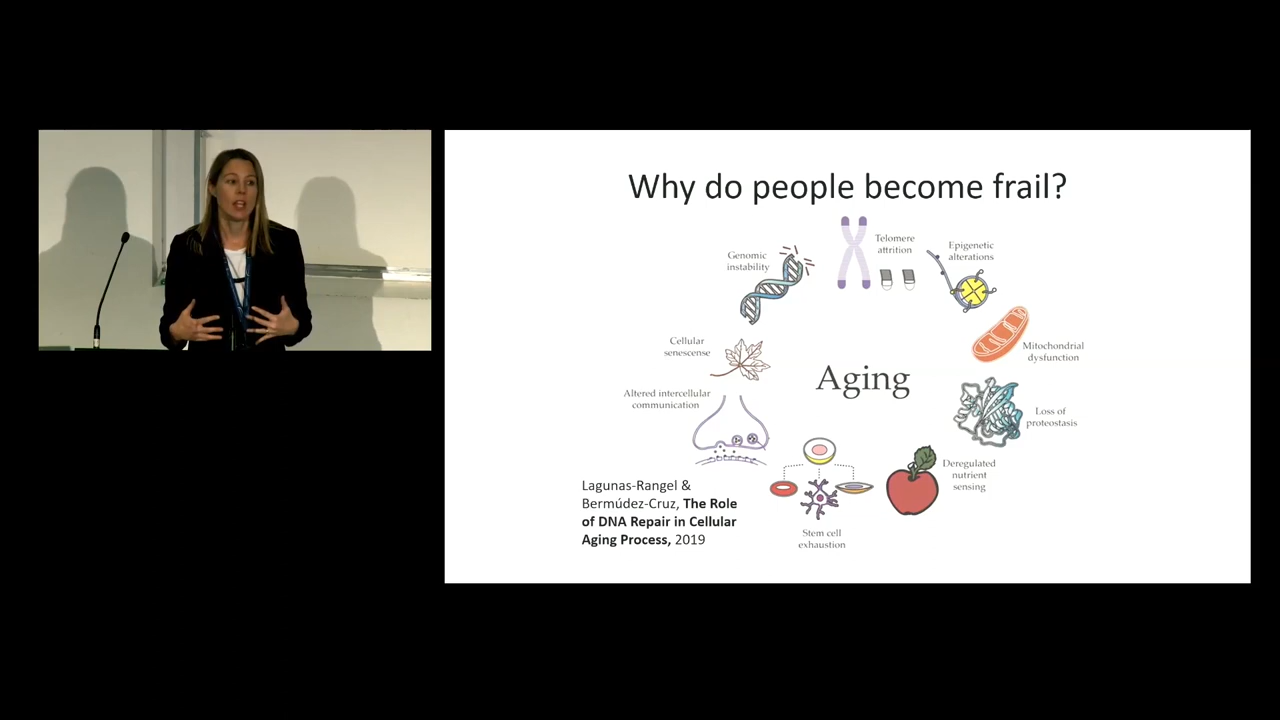 Why do people become frail?
Telomere
attrition
Epigenetic
alterations
Genomic
instability
Mitochondrial
dysfunction
Cellular
senescense
Aging
Altered intercellular
communication
Loss of
proteostasis
Deregulated
nutrient
sensing
Stem cell
exhaustion
Lagunas-Rangel &
Bermúdez-Cruz, The Role
of DNA Repair in Cellular
Aging Process, 2019